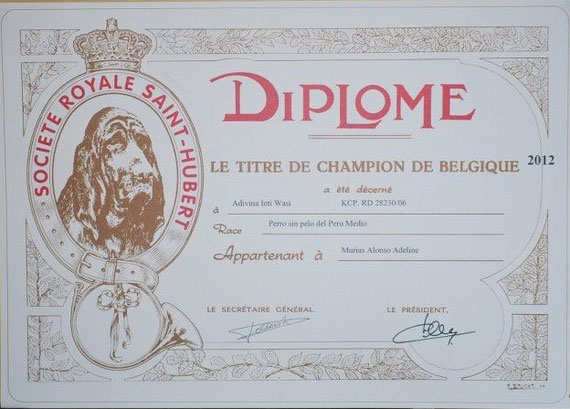 SOCIETE ROYALE SAINT-HUBERT
DIPLOME
LE TITRE DE CHAMPION DE BELGIQUE 2012
a été décerné
à Adivina Inti Wasi KCP. RD 28230/06
Race Perro sin pelo del Peru Medio
Appartenant à Murias Alonso Adeline
LE SECRÉTAIRE GÉNÉRAL. LE PRÉSIDENT.